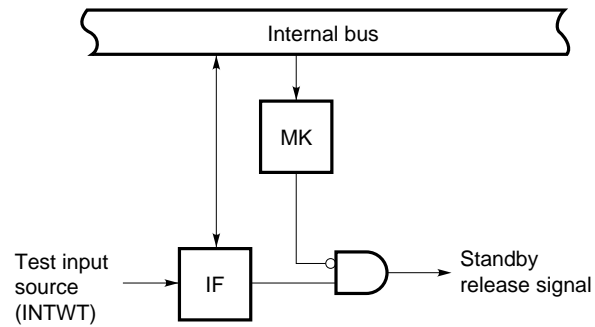 Internal bus
MK
Test input
source
(INTWT)
IF
Standby
release signal